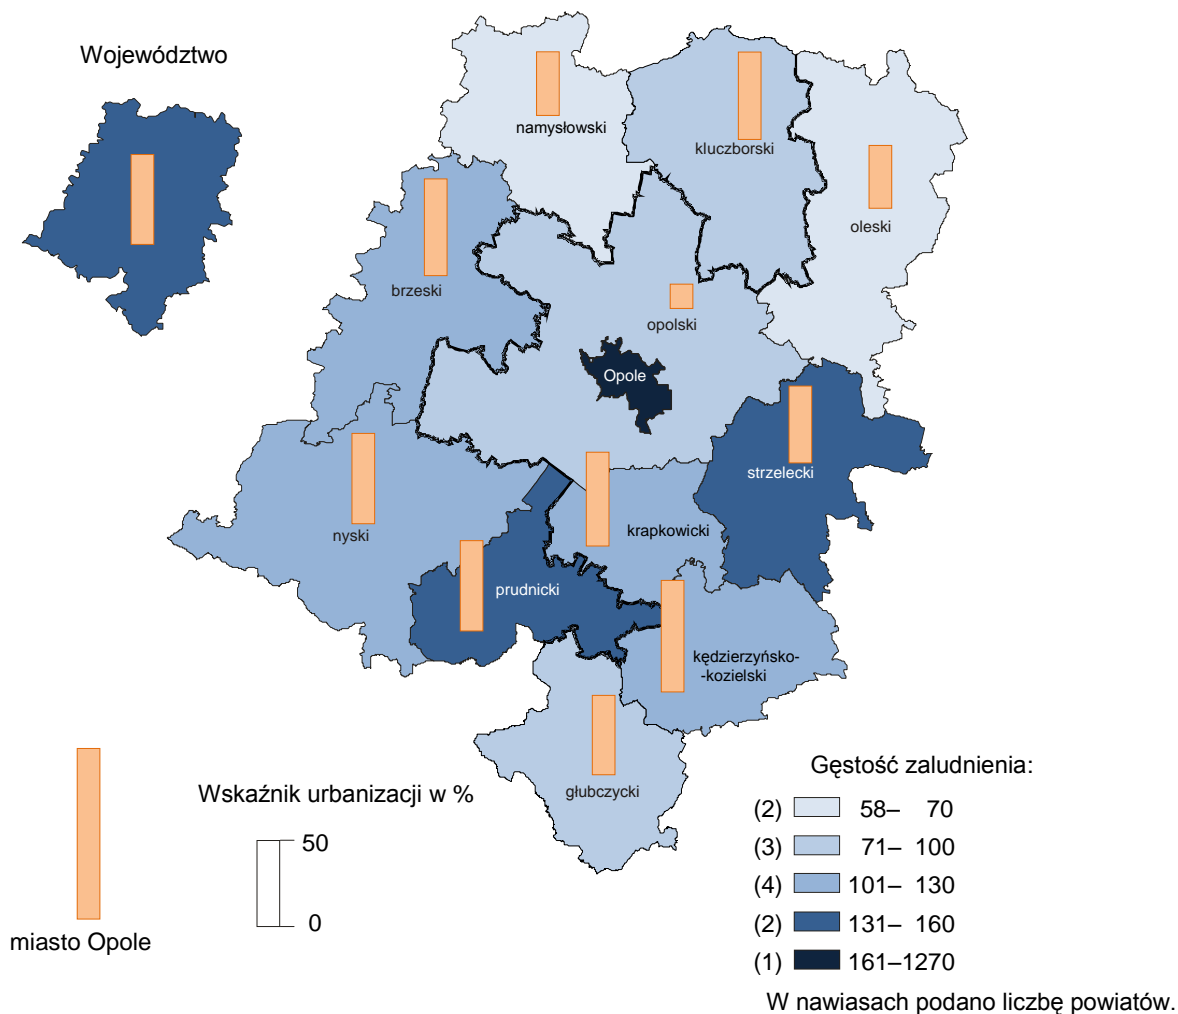 Województwo
namysłowski
kluczborski
oleski
brzeski
opolski
Opole
strzelecki
nyski
krapkowicki
prudnicki
kędzierzyńsko-
-kozielski
głubczycki
miasto Opole
Wskaźnik urbanizacji w %
50
0
Gęstość zaludnienia:
(2) 58– 70
(3) 71– 100
(4) 101– 130
(2) 131– 160
(1) 161–1270
W nawiasach podano liczbę powiatów.